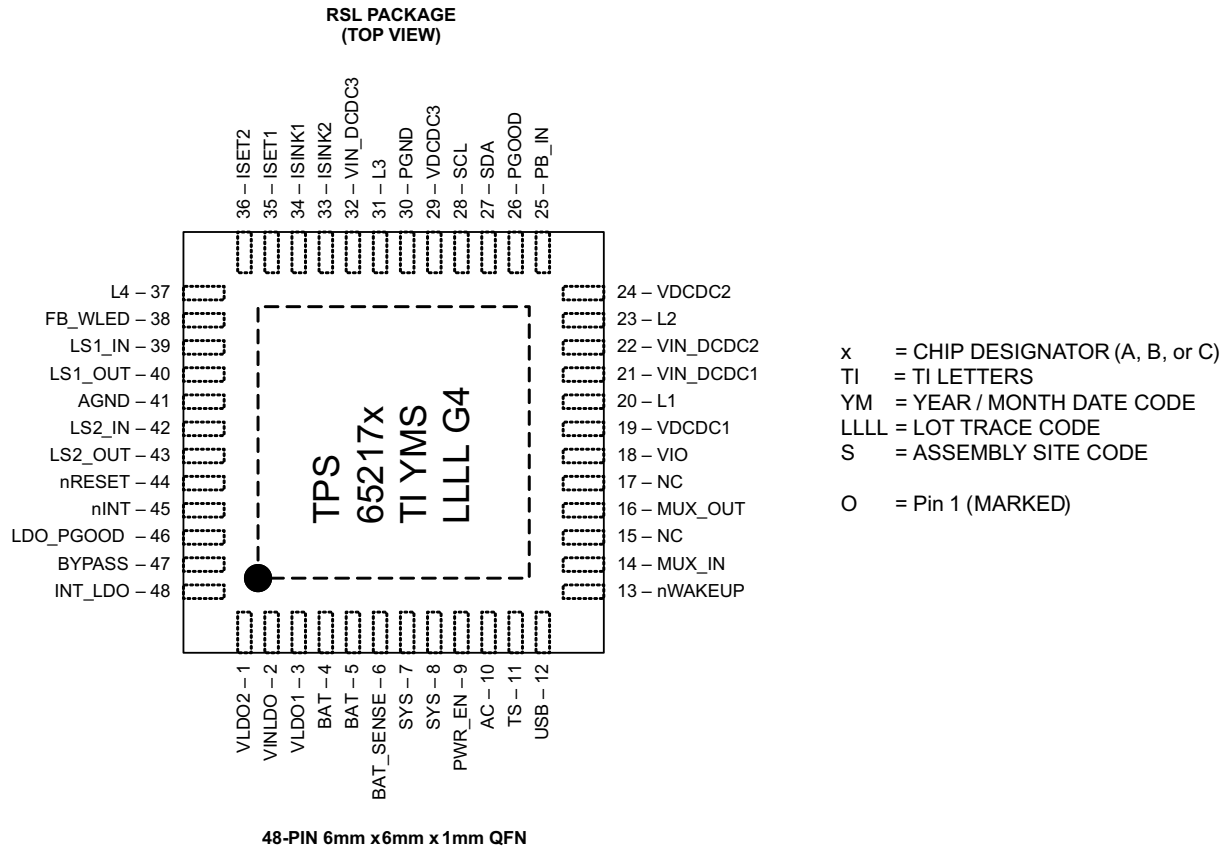 RSL PACKAGE
(TOP VIEW)
36 – ISET2
35 – ISET1
34 – ISINK1
33 – ISINK2
32 – VIN_DCDC3
31 – L3
30 – PGND
29 – VDCDC3
28 – SCL
27 – SDA
26 – PGOOD
25 – PB_IN
L4 – 37
FB_WLED – 38
LS1_IN – 39
LS1_OUT – 40
AGND – 41
LS2_IN – 42
LS2_OUT – 43
nRESET – 44
nINT – 45
LDO_PGOOD – 46
BYPASS – 47
INT_LDO – 48
TPS
65217x
TI YMS
LLLL G4
24 – VDCDC2
23 – L2
22 – VIN_DCDC2
21 – VIN_DCDC1
20 – L1
19 – VDCDC1
18 – VIO
17 – NC
16 – MUX_OUT
15 – NC
14 – MUX_IN
13 – nWAKEUP
x = CHIP DESIGNATOR (A, B, or C)
TI = TI LETTERS
YM = YEAR / MONTH DATE CODE
LLLL = LOT TRACE CODE
S = ASSEMBLY SITE CODE
O = Pin 1 (MARKED)
VLDO2 – 1
VINLDO – 2
VLDO1 – 3
BAT – 4
BAT – 5
BAT_SENSE – 6
SYS – 7
SYS – 8
PWR_EN – 9
AC – 10
TS – 11
USB – 12
48-PIN 6mm x 6mm x 1mm QFN